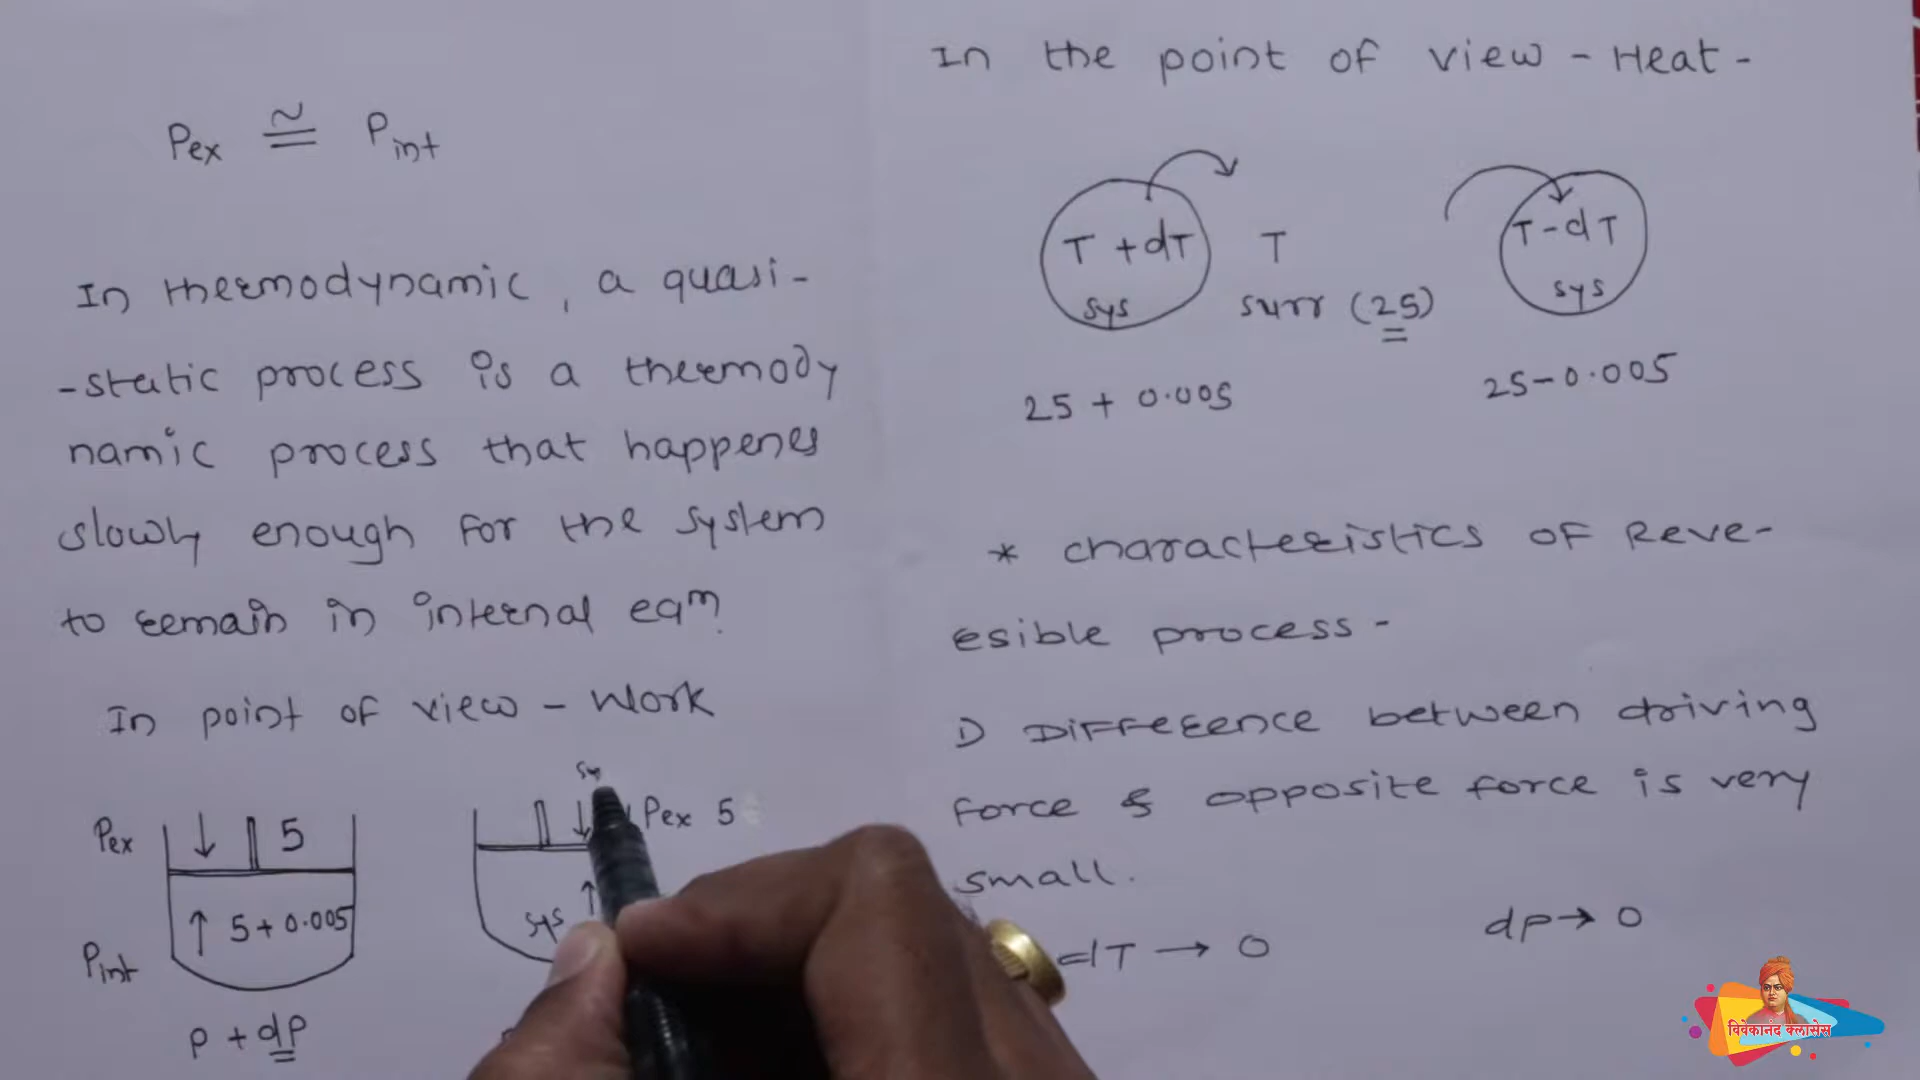 Pex ≅ Pint
In thermodynamic, a quasi-
-static process is a thermody
namic process that happenes
slowly enough for the system
to remain in internal eqm.
In point of view - Work
Pex ↓ 5
↑ 5 + 0.005
Pint
P + dP
↓ Pex 5
↑
sys
In the point of view - Heat -
T + dT
sys
T
surr (25)
T - dT
sys
25 + 0.005
25 - 0.005
* characteristics of Reve-
esible process -
1) Difference between driving
force & opposite force is very
small.
dT → 0
dp → 0
विवेकानंद क्लासेस